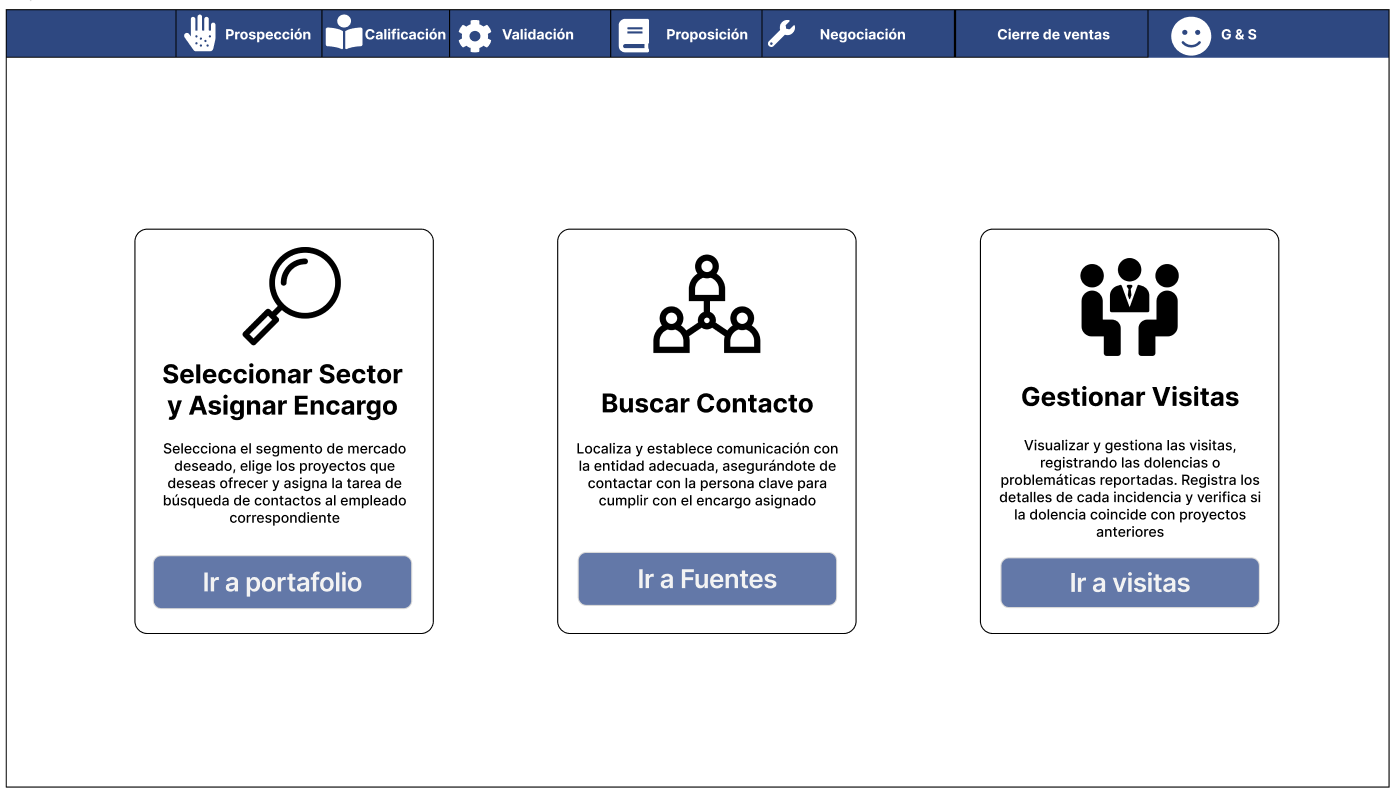 Prospección
Calificación
Validación
Proposición
Negociación
Cierre de ventas
G & S
Seleccionar Sector
y Asignar Encargo
Selecciona el segmento de mercado
deseado, elige los proyectos que
deseas ofrecer y asigna la tarea de
búsqueda de contactos al empleado
correspondiente
Ir a portafolio
Buscar Contacto
Localiza y establece comunicación con
la entidad adecuada, asegurándote de
contactar con la persona clave para
cumplir con el encargo asignado
Ir a Fuentes
Gestionar Visitas
Visualizar y gestiona las visitas,
registrando las dolencias o
problemáticas reportadas. Registra los
detalles de cada incidencia y verifica si
la dolencia coincide con proyectos
anteriores
Ir a visitas